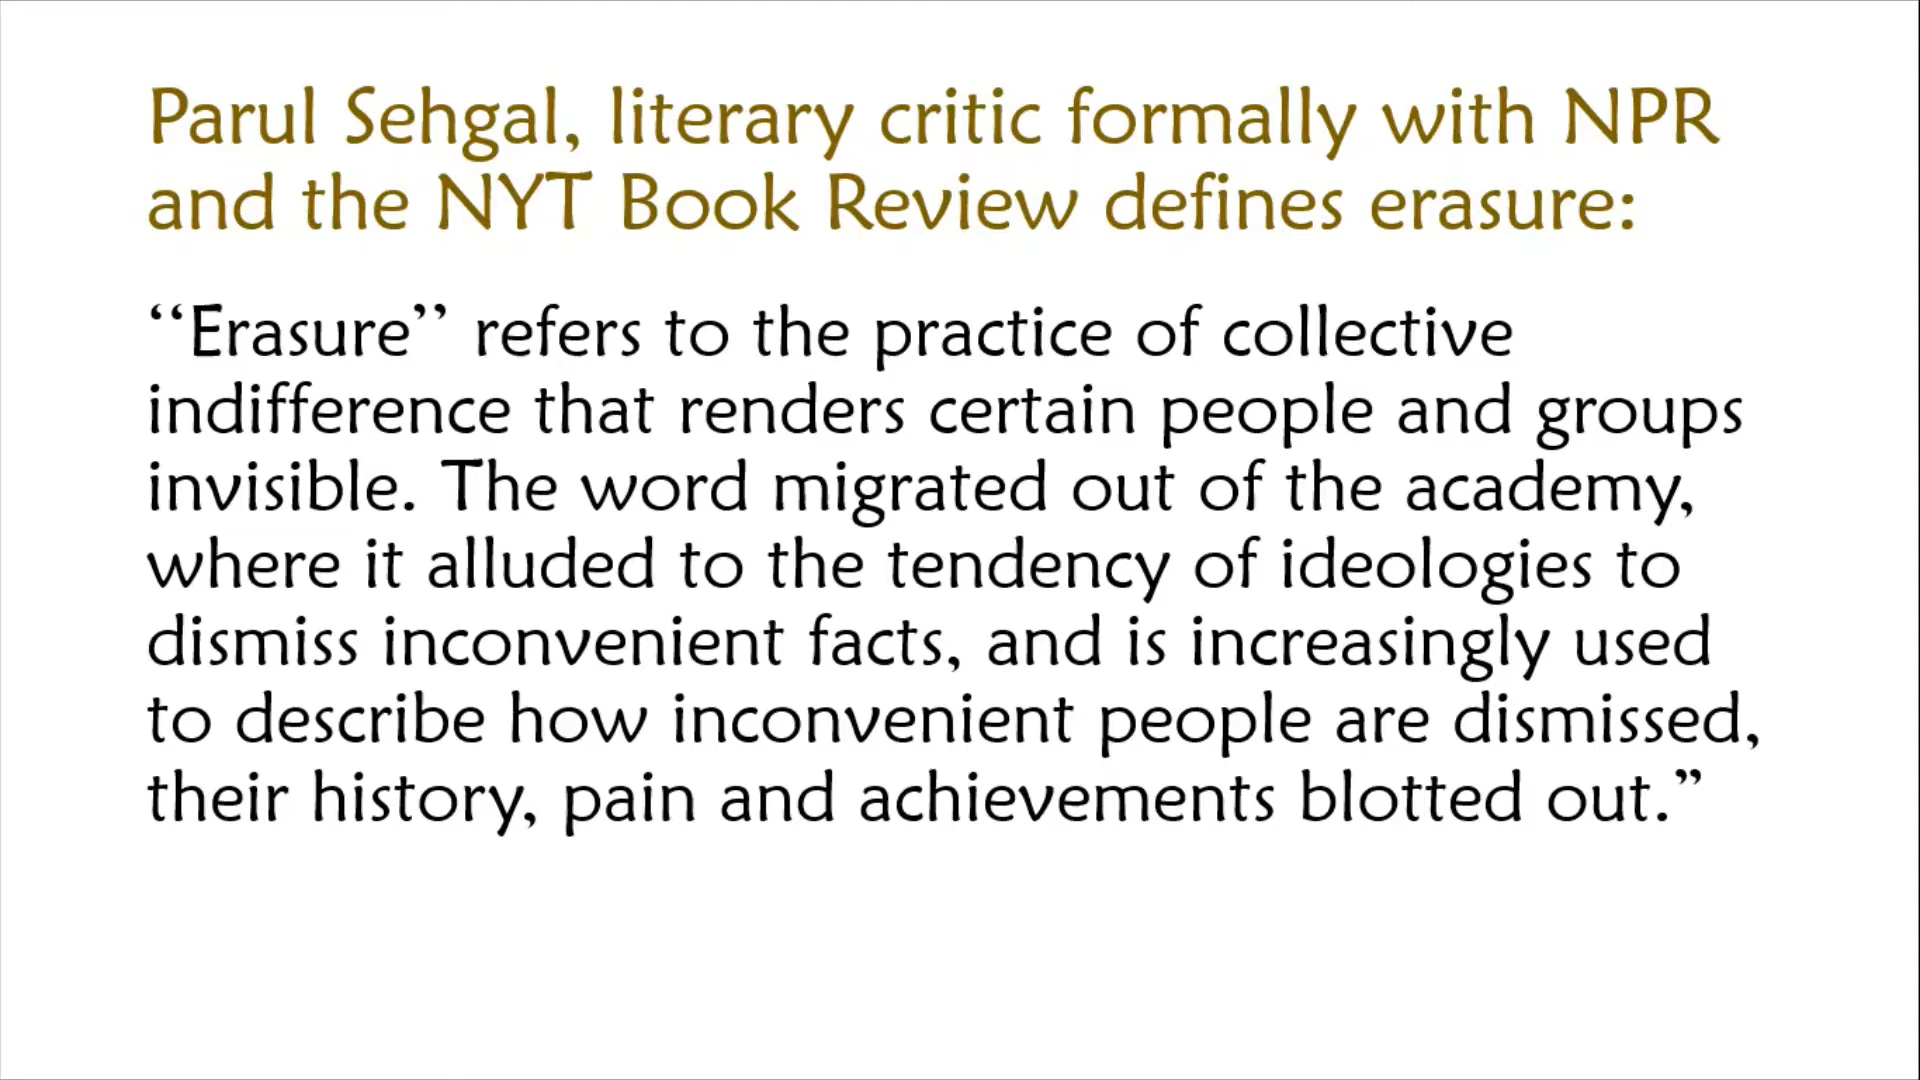 Parul Sehgal, literary critic formally with NPR
and the NYT Book Review defines erasure:
‘‘Erasure’’ refers to the practice of collective
indifference that renders certain people and groups
invisible. The word migrated out of the academy,
where it alluded to the tendency of ideologies to
dismiss inconvenient facts, and is increasingly used
to describe how inconvenient people are dismissed,
their history, pain and achievements blotted out.”